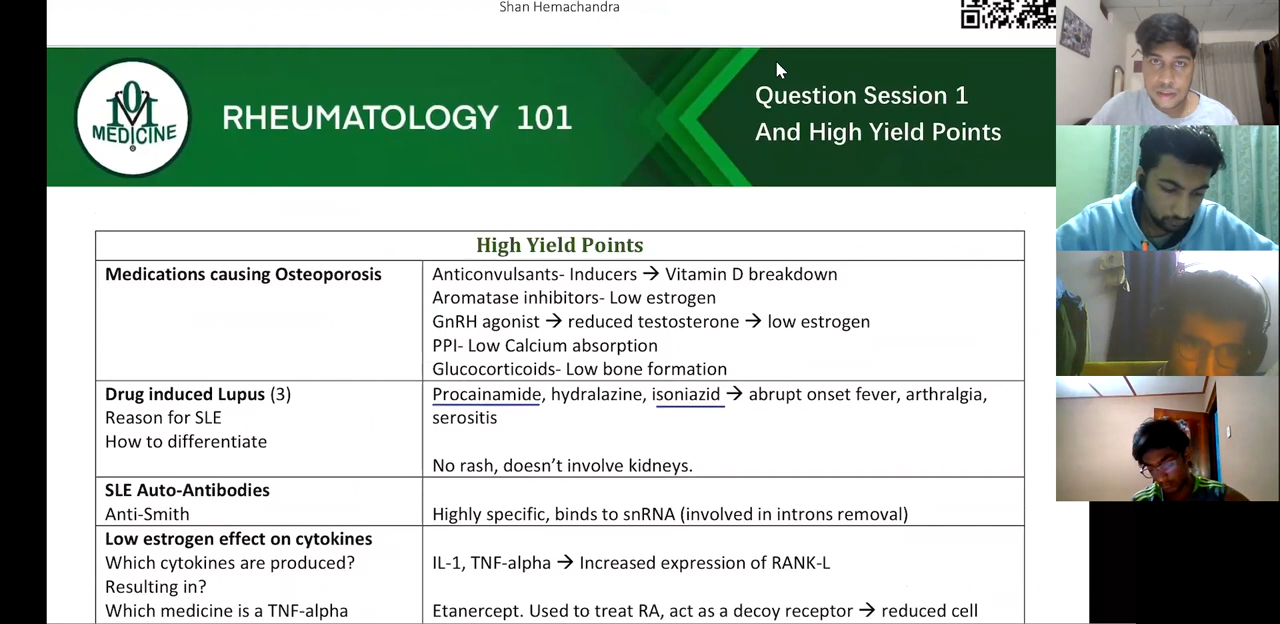 Shan Hemachandra
MEDICINE
RHEUMATOLOGY 101
Question Session 1
And High Yield Points
High Yield Points
Medications causing Osteoporosis
Anticonvulsants- Inducers → Vitamin D breakdown
Aromatase inhibitors- Low estrogen
GnRH agonist → reduced testosterone → low estrogen
PPI- Low Calcium absorption
Glucocorticoids- Low bone formation
Drug induced Lupus (3)
Reason for SLE
How to differentiate
Procainamide, hydralazine, isoniazid → abrupt onset fever, arthralgia,
serositis
No rash, doesn’t involve kidneys.
SLE Auto-Antibodies
Anti-Smith
Highly specific, binds to snRNA (involved in introns removal)
Low estrogen effect on cytokines
Which cytokines are produced?
Resulting in?
Which medicine is a TNF-alpha
IL-1, TNF-alpha → Increased expression of RANK-L
Etanercept. Used to treat RA, act as a decoy receptor → reduced cell